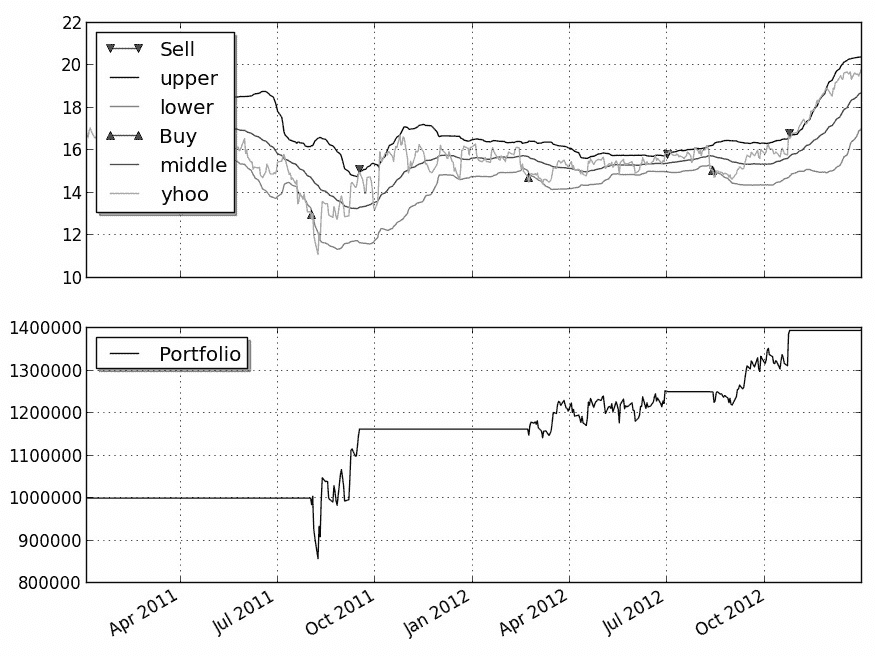 22
20
18
16
14
12
10
Sell
upper
lower
Buy
middle
yhoo
1400000
1300000
1200000
1100000
1000000
900000
800000
Portfolio
Apr 2011
Jul 2011
Oct 2011
Jan 2012
Apr 2012
Jul 2012
Oct 2012